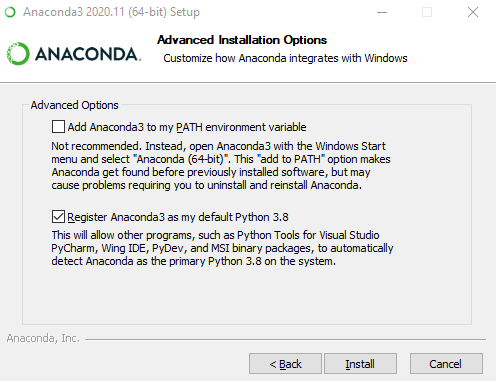 Anaconda3 2020.11 (64-bit) Setup
ANACONDA.
Advanced Installation Options
Customize how Anaconda integrates with Windows
Advanced Options
Add Anaconda3 to my PATH environment variable
Not recommended. Instead, open Anaconda3 with the Windows Start
menu and select "Anaconda (64-bit)". This "add to PATH" option makes
Anaconda get found before previously installed software, but may
cause problems requiring you to uninstall and reinstall Anaconda.
Register Anaconda3 as my default Python 3.8
This will allow other programs, such as Python Tools for Visual Studio
PyCharm, Wing IDE, PyDev, and MSI binary packages, to automatically
detect Anaconda as the primary Python 3.8 on the system.
Anaconda, Inc.
< Back
Install
Cancel